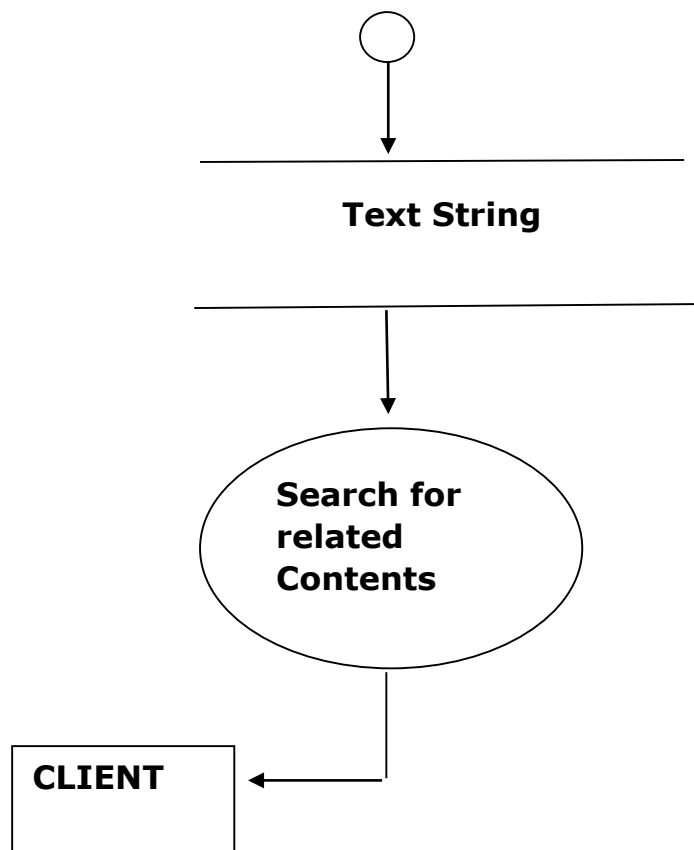 Text String
Search for
related
Contents
CLIENT